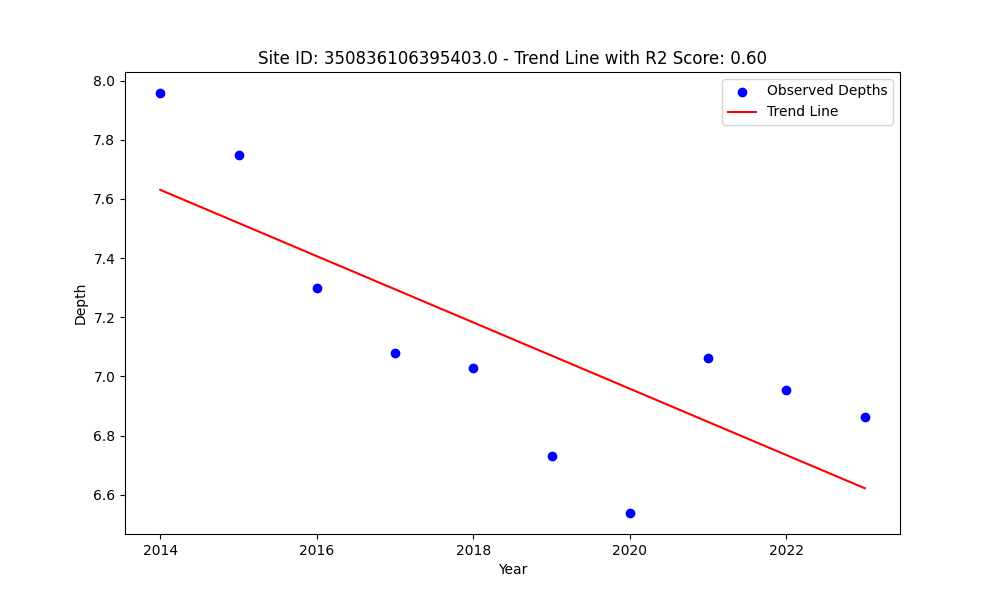 Site ID: 350836106395403.0 - Trend Line with R2 Score: 0.60
Observed Depths
Trend Line
8.0
7.8
7.6
7.4
7.2
7.0
6.8
6.6
Depth
2014
2016
2018
2020
2022
Year